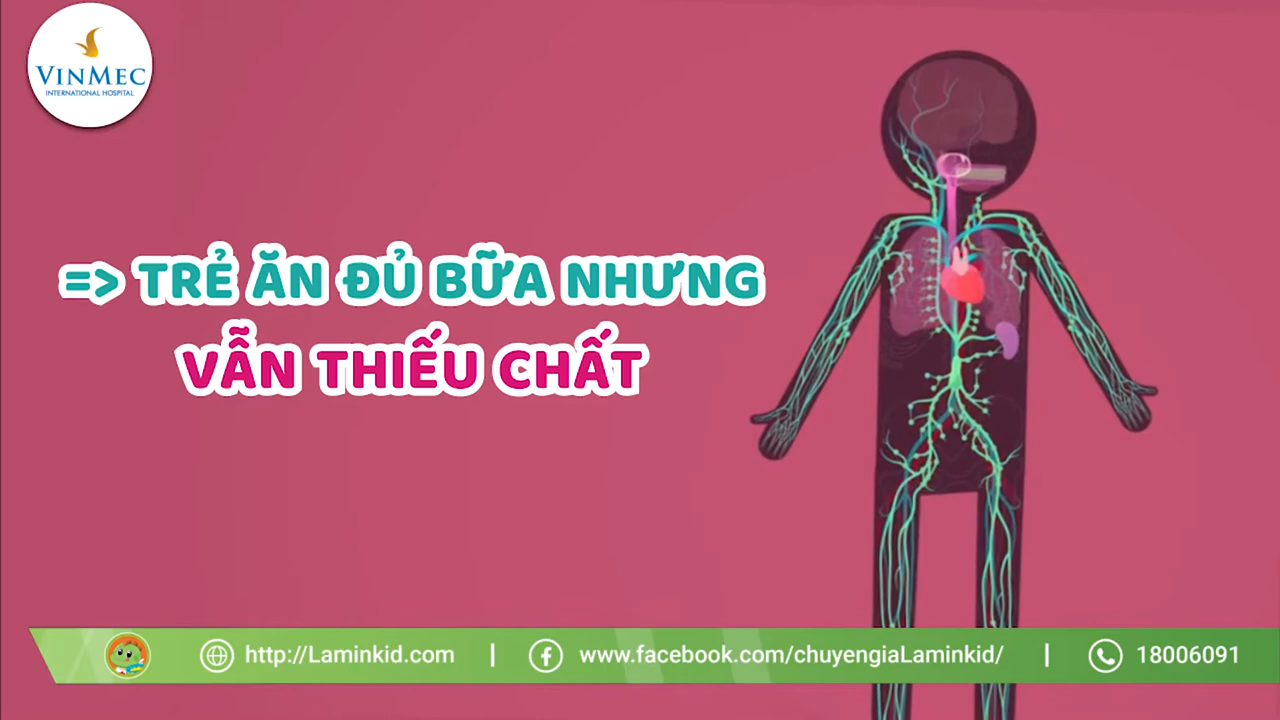 VINMEC
INTERNATIONAL HOSPITAL
=> TRẺ ĂN ĐỦ BỮA NHƯNG
VẪN THIẾU CHẤT
http://Laminkid.com | www.facebook.com/chuyengiaLaminkid/ | 18006091